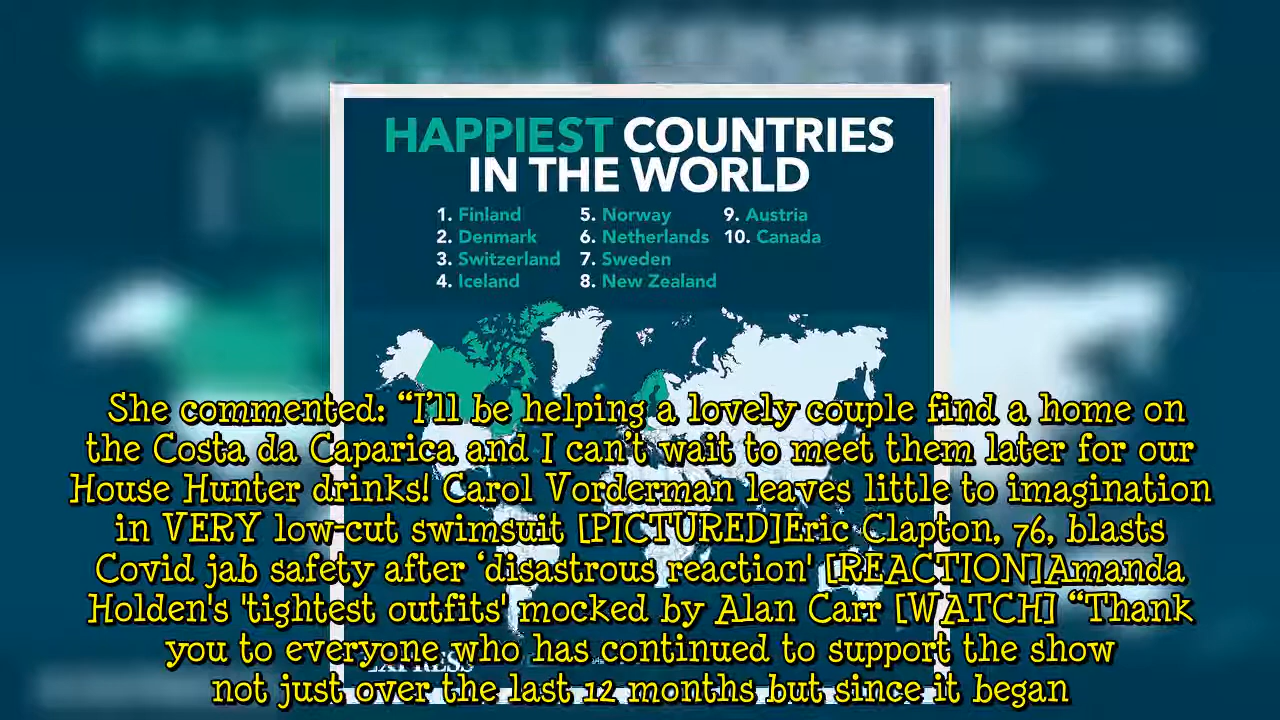 HAPPIEST COUNTRIES
IN THE WORLD
1. Finland
2. Denmark
3. Switzerland
4. Iceland
5. Norway
6. Netherlands
7. Sweden
8. New Zealand
9. Austria
10. Canada
She commented: “I’ll be helping a lovely couple find a home on
the Costa da Caparica and I can’t wait to meet them later for our
House Hunter drinks! Carol Vorderman leaves little to imagination
in VERY low-cut swimsuit [PICTURED]Eric Clapton, 76, blasts
Covid jab safety after ‘disastrous reaction' [REACTION]Amanda
Holden's 'tightest outfits' mocked by Alan Carr [WATCH] “Thank
you to everyone who has continued to support the show
EXPRESS
not just over the last 12 months but since it began